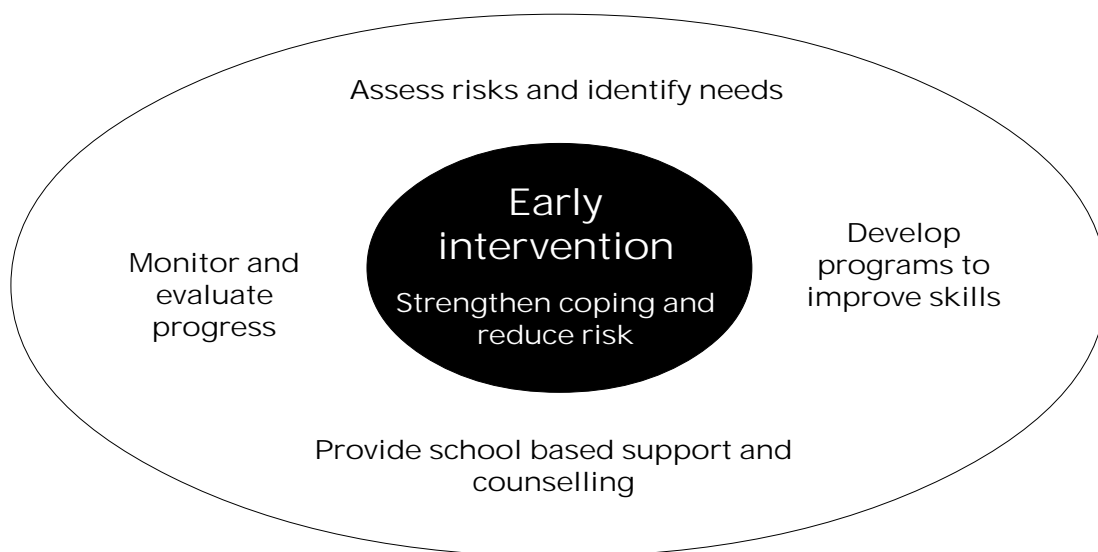 Assess risks and identify needs
Early
intervention
Strengthen coping and
reduce risk
Monitor and
evaluate
progress
Develop
programs to
improve skills
Provide school based support and
counselling